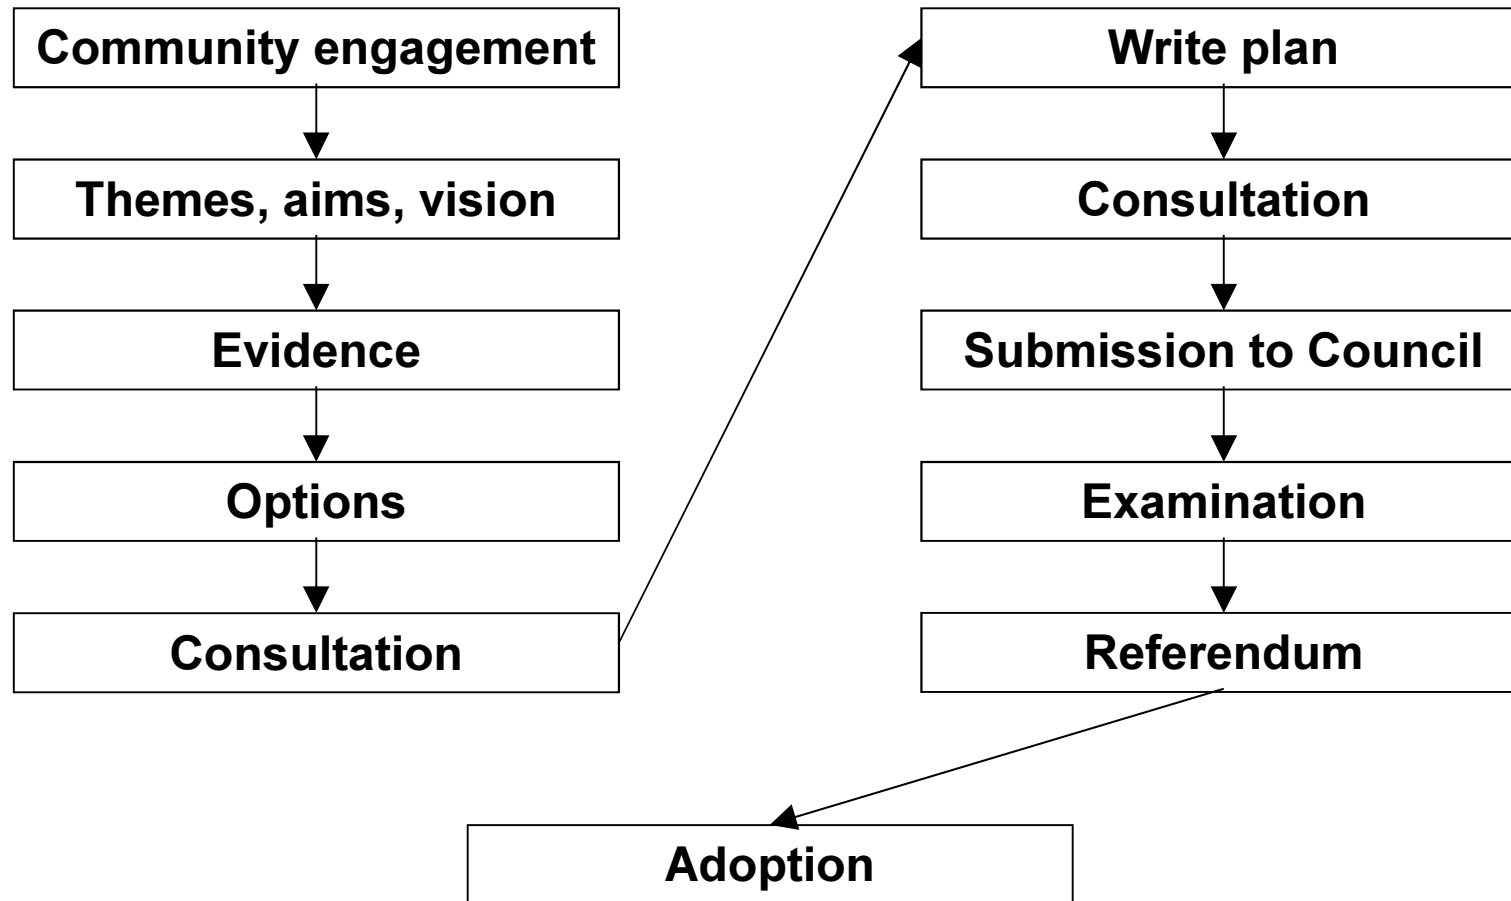 Community engagement
Themes, aims, vision
Evidence
Options
Consultation
Write plan
Consultation
Submission to Council
Examination
Referendum
Adoption